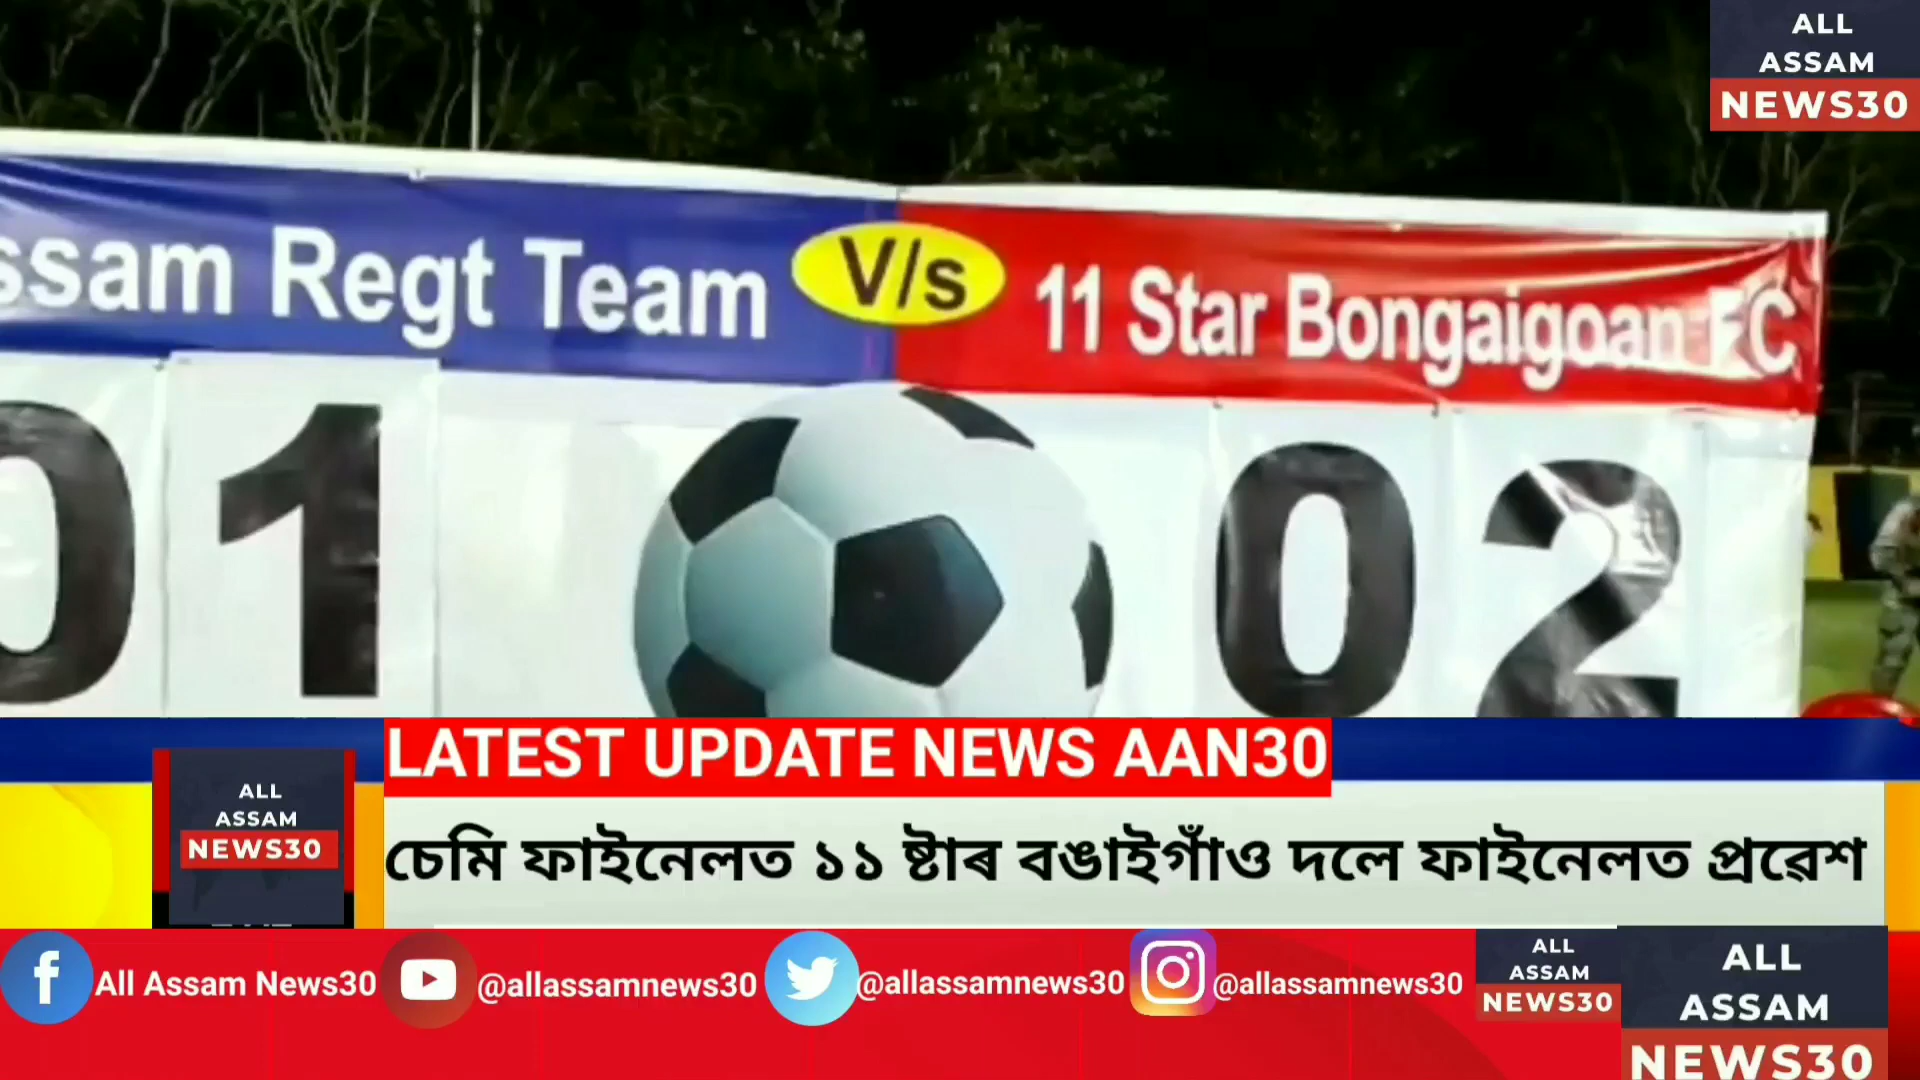 ALL
ASSAM
NEWS30
ssam Regt Team V/s 11 Star Bongaigoan FC
01 02
LATEST UPDATE NEWS AAN30
ALL
ASSAM
NEWS30
চেমি ফাইনেলত ১১ ষ্টাৰ বঙাইগাঁও দলে ফাইনেলত প্ৰৱেশ
All Assam News30 @allassamnews30 @allassamnews30 @allassamnews30
ALL
ASSAM
NEWS30
ALL
ASSAM
NEWS30